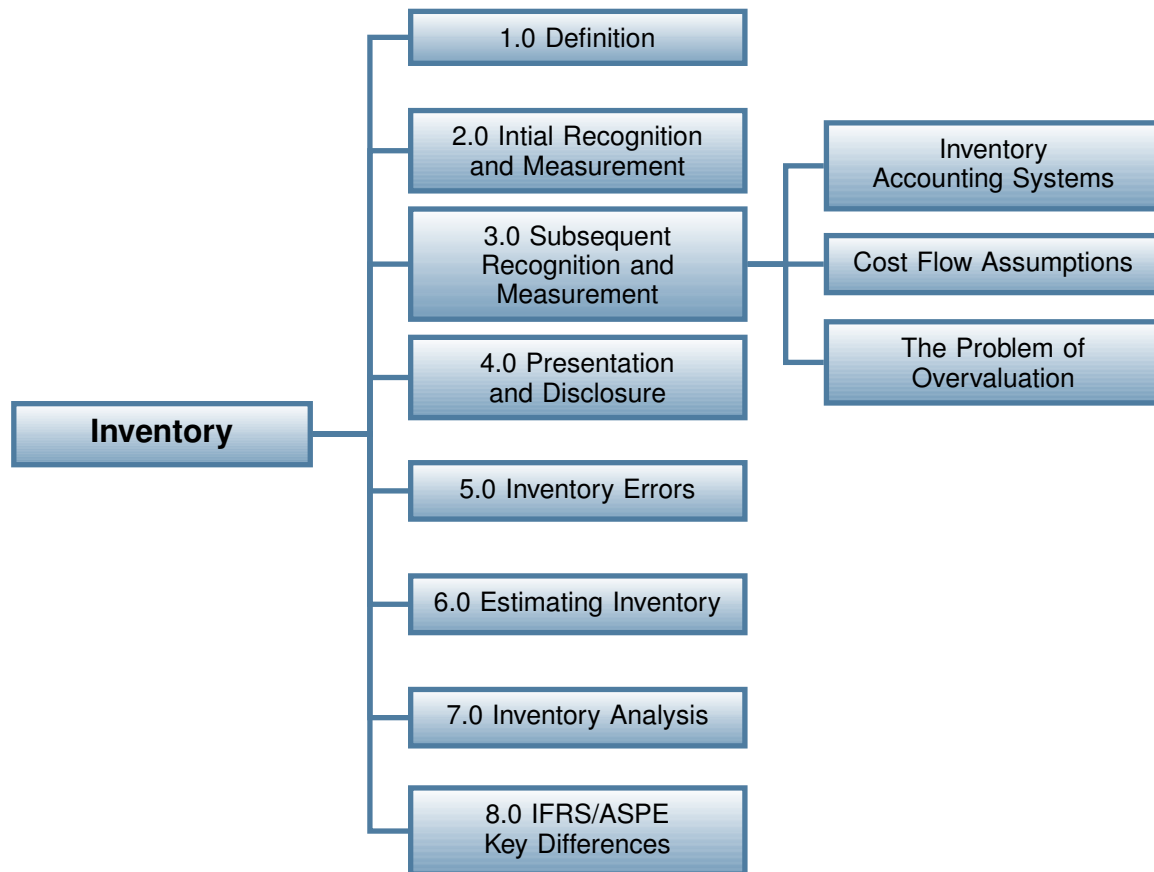 Inventory
1.0 Definition
2.0 Intial Recognition
and Measurement
3.0 Subsequent
Recognition and
Measurement
Inventory
Accounting Systems
Cost Flow Assumptions
The Problem of
Overvaluation
4.0 Presentation
and Disclosure
5.0 Inventory Errors
6.0 Estimating Inventory
7.0 Inventory Analysis
8.0 IFRS/ASPE
Key Differences